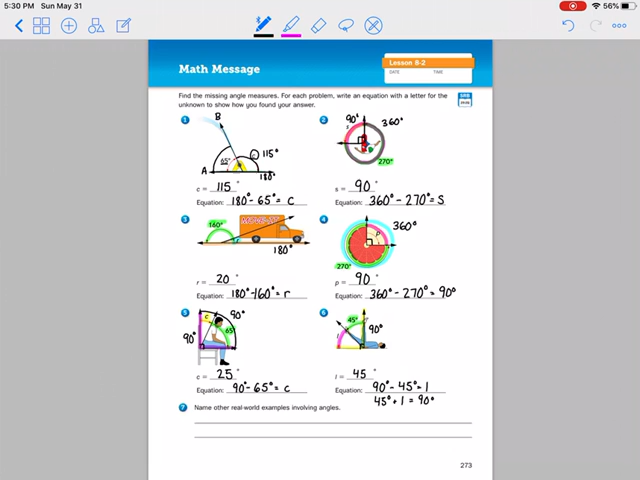 5:30 PM Sun May 31
56%
Math Message
Lesson 8-2
DATE TIME
Find the missing angle measures. For each problem, write an equation with a letter for the
unknown to show how you found your answer.
SRB
1
B
A
65°
c
115°
180°
c = 115 °
Equation: 180° - 65° = c
2
90°
s
360°
270°
s = 90 °
Equation: 360° - 270° = s
3
160°
r
180°
r = 20 °
Equation: 180° - 160° = r
4
360°
p
270°
p = 90 °
Equation: 360° - 270° = 90°
5
c
90°
65°
90°
c = 25 °
Equation: 90° - 65° = c
6
45°
l
90°
l = 45 °
Equation: 90° - 45° = l
45° + l = 90°
7 Name other real-world examples involving angles.
273